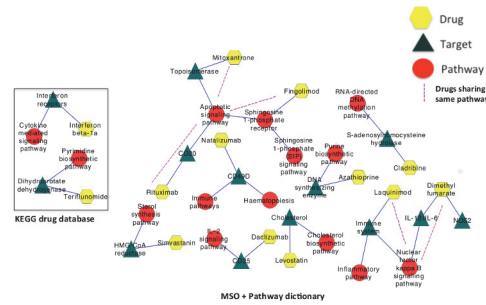 Drug
Target
Pathway
Drugs sharing
same pathway
Mitoxantrone
Topoisomerase
Fingolimod
Apoptotic
signaling
pathway
Sphingosine
1-phosphate
receptor
RNA-directed
DNA
methylation
pathway
Interferon
receptors
Cytokine
mediated
signaling
pathway
Interferon
beta-1a
Pyrimidine
biosynthetic
pathway
Dihydroorotate
dehydrogenase
Teriflunomide
KEGG drug database
Natalizumab
CD20
Rituximab
Sphingosine
1-phosphate
(S1P)
signaling
pathway
Purine
biosynthetic
pathway
S-adenosylhomocysteine
hydrolase
Cladribine
CD49D
DNA
synthesizing
enzyme
Azathioprine
Immune
pathways
Haematopoiesis
Sterol
synthesis
pathway
HMG CoA
reductase
Simvastatin
IL-2
signaling
pathway
Daclizumab
CD25
Cholesterol
Cholesterol
biosynthetic
pathway
Levostatin
Laquinimod
Dimethyl
fumarate
Immune
system
IL-1, IL-6
NOS2
Inflammatory
pathway
Nuclear
factor
kappa B
signalling
pathway
MSO + Pathway dictionary